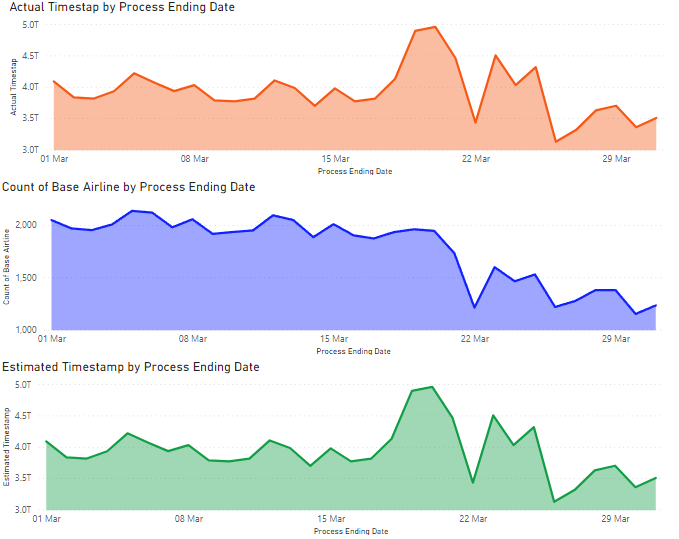 Actual Timestap by Process Ending Date
5.0T
4.5T
4.0T
3.5T
3.0T
Actual Timestap
01 Mar 08 Mar 15 Mar 22 Mar 29 Mar
Process Ending Date
Count of Base Airline by Process Ending Date
2,000
1,500
1,000
Count of Base Airline
01 Mar 08 Mar 15 Mar 22 Mar 29 Mar
Process Ending Date
Estimated Timestamp by Process Ending Date
5.0T
4.5T
4.0T
3.5T
3.0T
Estimated Timestamp
01 Mar 08 Mar 15 Mar 22 Mar 29 Mar
Process Ending Date